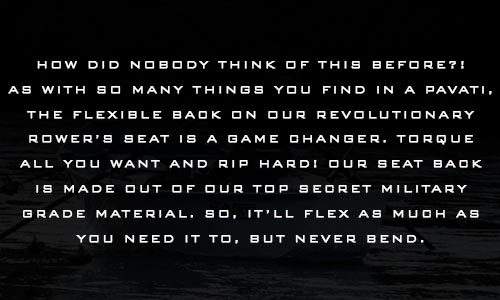 HOW DID NOBODY THINK OF THIS BEFORE?!
AS WITH SO MANY THINGS YOU FIND IN A PAVATI,
THE FLEXIBLE BACK ON OUR REVOLUTIONARY
ROWER'S SEAT IS A GAME CHANGER. TORQUE
ALL YOU WANT AND RIP HARD! OUR SEAT BACK
IS MADE OUT OF OUR TOP SECRET MILITARY
GRADE MATERIAL. SO, IT'LL FLEX AS MUCH AS
YOU NEED IT TO, BUT NEVER BEND.